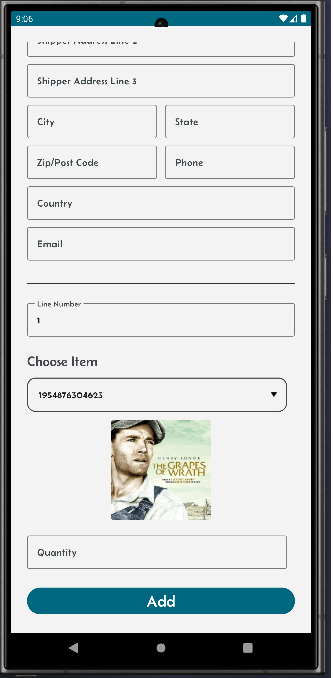 9:06
Shipper Address Line 2
Shipper Address Line 3
City State
Zip/Post Code Phone
Country
Email
Line Number
1
Choose Item
1954876304623
HENRY FONDA
THE GRAPES
OF WRATH
Quantity
Add